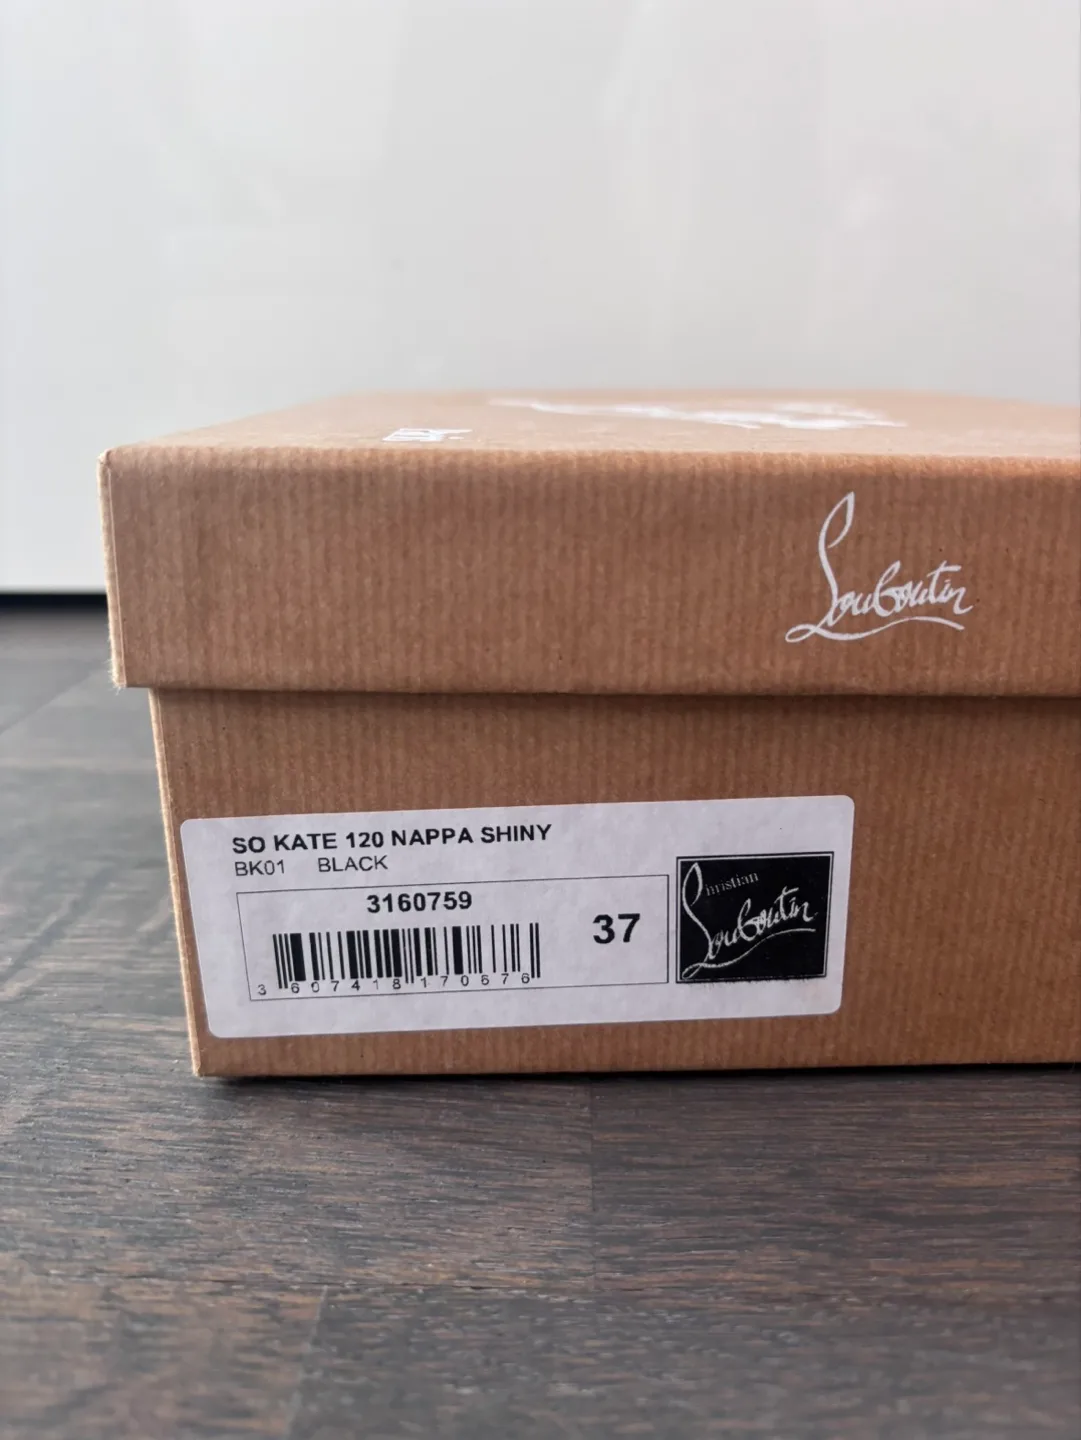 Louboutin
SO KATE 120 NAPPA SHINY
BK01 BLACK
3160759
37
3 607418 170676
Christian
Louboutin